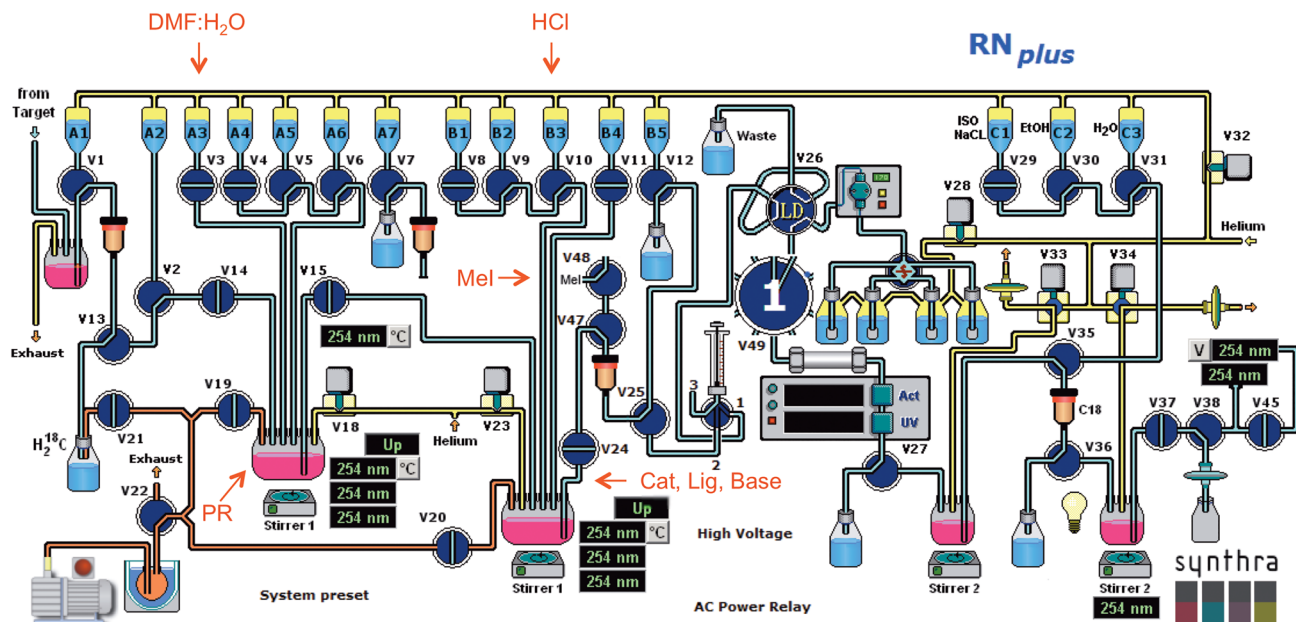 DMF:H₂O
HCl
RN plus
from
Target
A1
A2
A3
A4
A5
A6
A7
B1
B2
B3
B4
B5
Waste
ISO
NaCL
C1
EtOH
C2
H₂O
C3
V32
V1
V3
V4
V5
V6
V7
V8
V9
V10
V11
V12
V26
V29
V30
V31
LD
V28
Helium
V2
V14
V15
MeI
V48
MeI
V33
V34
1
V13
254 nm °C
V47
V49
V35
Exhaust
V
254 nm
254 nm
V19
V25
3
1
Act
C18
V37
V38
V45
V21
V18
Helium
V23
UV
H₂¹⁸C
Up
V24
2
V27
V36
Exhaust
254 nm °C
V22
PR
254 nm
Cat, Lig, Base
254 nm
Stirrer 1
V20
Up
254 nm °C
High Voltage
254 nm
254 nm
Stirrer 1
Stirrer 2
Stirrer 2
synthra
System preset
AC Power Relay
254 nm